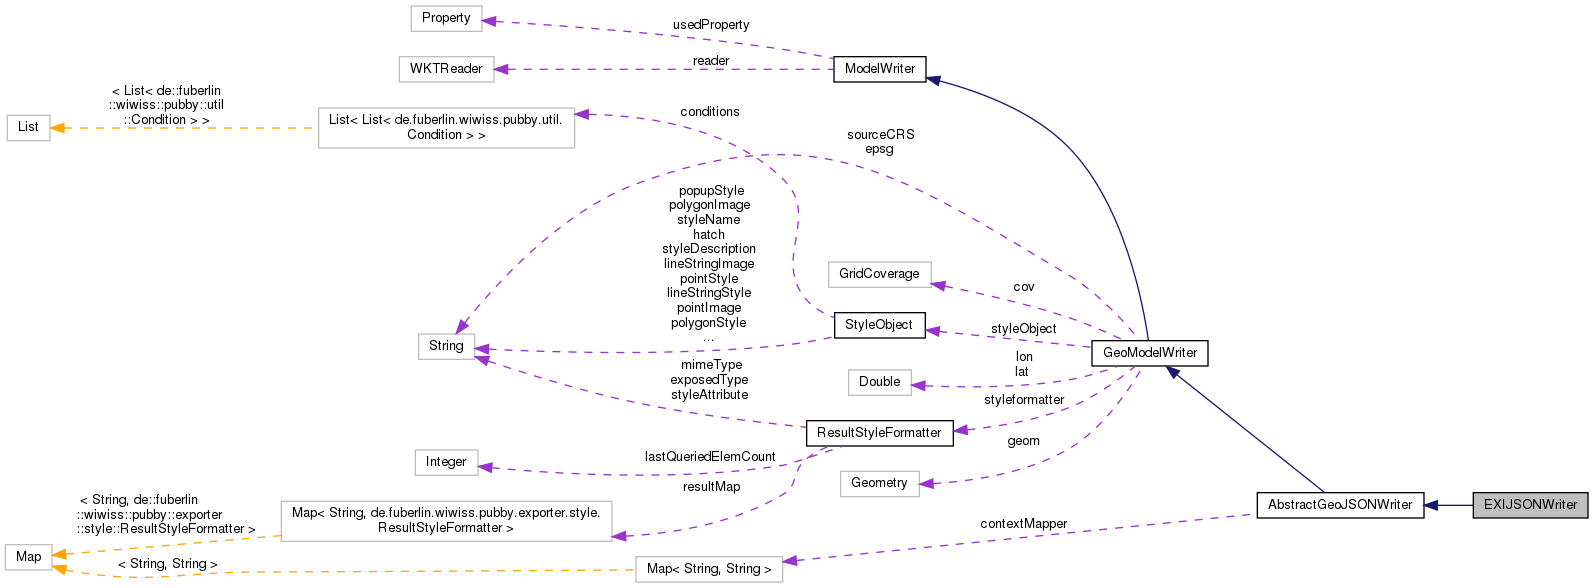 Property
usedProperty
WKTReader
reader
ModelWriter
< List< de::fuberlin
::wiwiss::pubby::util
::Condition > >
List
List< List< de.fuberlin.wiwiss.pubby.util.
Condition > >
conditions
sourceCRS
epsg
popupStyle
polygonImage
styleName
hatch
styleDescription
lineStringImage
pointStyle
lineStringStyle
pointImage
polygonStyle
...
GridCoverage
cov
StyleObject
styleObject
String
GeoModelWriter
lon
lat
Double
mimeType
exposedType
styleAttribute
styleformatter
ResultStyleFormatter
geom
Integer
lastQueriedElemCount
Geometry
resultMap
< String, de::fuberlin
::wiwiss::pubby::exporter
::style::ResultStyleFormatter >
Map< String, de.fuberlin.wiwiss.pubby.exporter.style.
ResultStyleFormatter >
AbstractGeoJSONWriter
EXIJSONWriter
contextMapper
Map
< String, String >
Map< String, String >